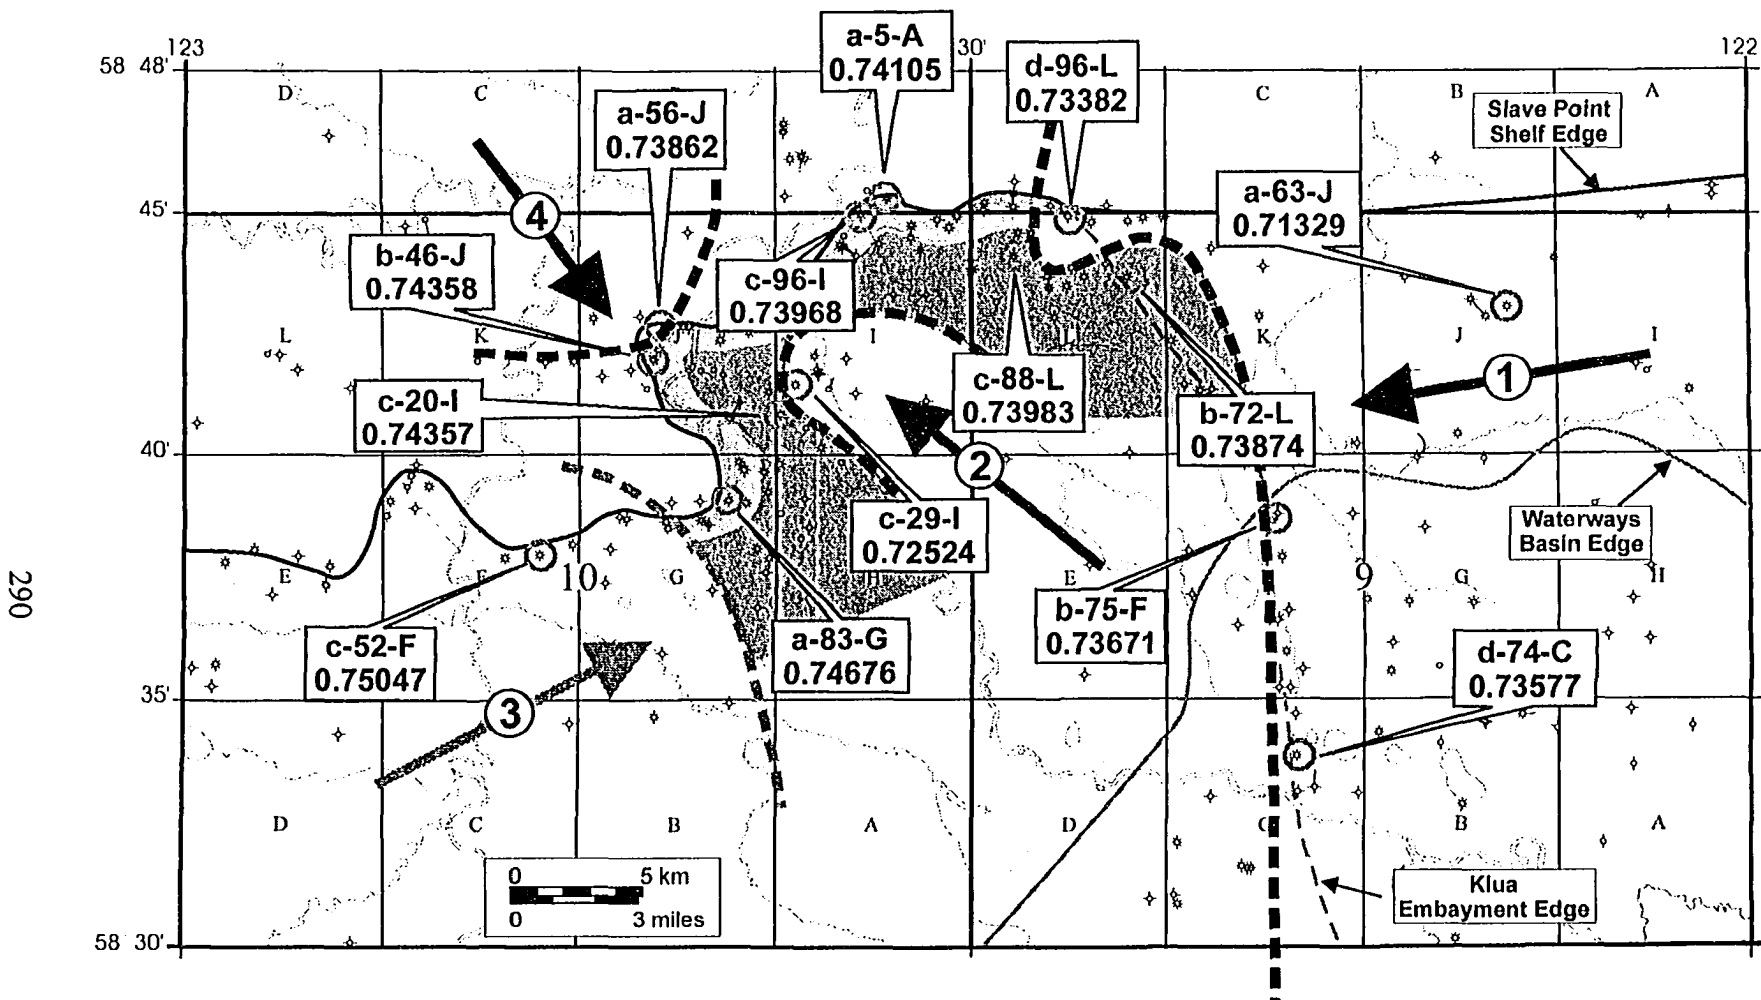 a-5-A
0.74105
123
30'
122
58 48'
d-96-L
0.73382
D
C
C
B
A
Slave Point
Shelf Edge
a-56-J
0.73862
a-63-J
0.71329
45'
4
b-46-J
0.74358
c-96-I
0.73968
L
K
J
I
L
K
J
I
1
c-88-L
0.73983
c-20-I
0.74357
b-72-L
0.73874
40'
2
c-29-I
0.72524
Waterways
Basin Edge
290
E
F
10
G
H
E
9
G
H
b-75-F
0.73671
c-52-F
0.75047
a-83-G
0.74676
d-74-C
0.73577
35'
3
D
C
B
A
D
C
B
A
0 5 km
0 3 miles
Klua
Embayment Edge
58 30'